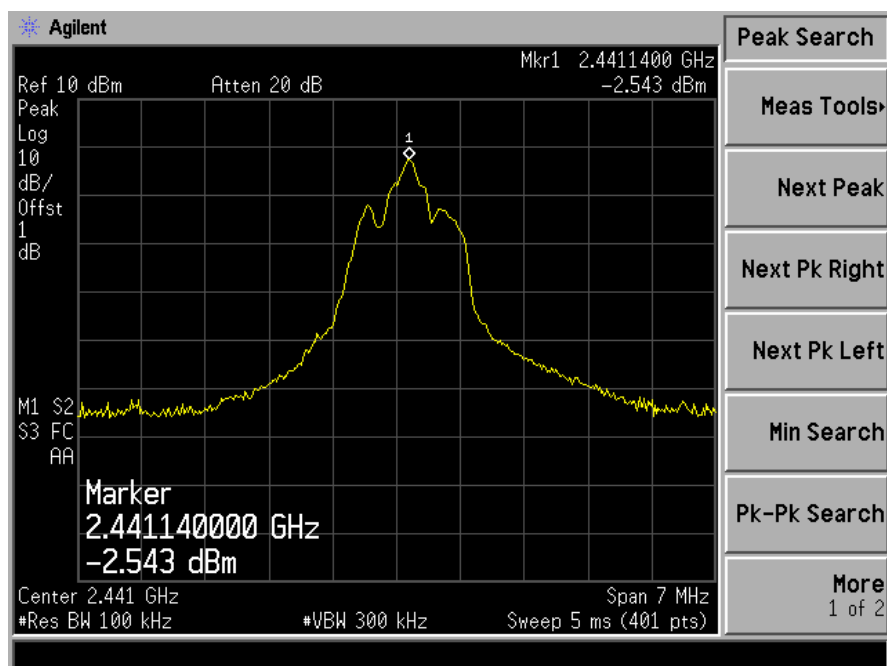 Agilent
Peak Search
Mkr1 2.4411400 GHz
Ref 10 dBm Atten 20 dB -2.543 dBm
Peak
Log
10
dB/
Offst
1
dB
1
M1 S2
S3 FC
AA
Marker
2.441140000 GHz
-2.543 dBm
Center 2.441 GHz Span 7 MHz
#Res BW 100 kHz #VBW 300 kHz Sweep 5 ms (401 pts)
Meas Tools
Next Peak
Next Pk Right
Next Pk Left
Min Search
Pk-Pk Search
More
1 of 2